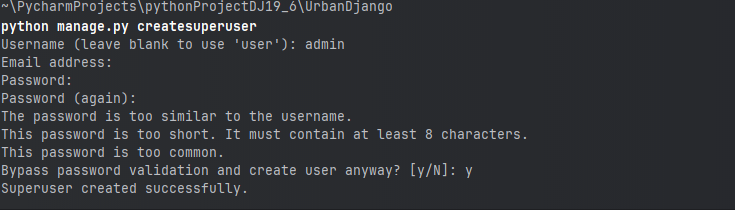 ~\PycharmProjects\pythonProjectDJ19_6\UrbanDjango
python manage.py createsuperuser
Username (leave blank to use 'user'): admin
Email address:
Password:
Password (again):
The password is too similar to the username.
This password is too short. It must contain at least 8 characters.
This password is too common.
Bypass password validation and create user anyway? [y/N]: y
Superuser created successfully.